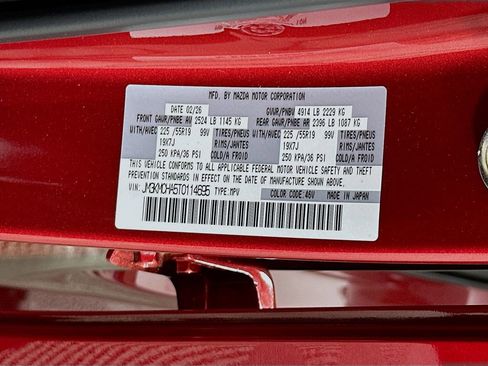 MFD. BY MAZDA MOTOR CORPORATION
DATE 02/26 GVWR/PNBV 4914 LB 2229 KG
FRONT GAWR/PNBE AV 2524 LB 1145 KG REAR GAWR/PNBE AR 2396 LB 1087 KG
WITH/AVEC 225 /55R19 99V TIRES/PNEUS WITH/AVEC 225 /55R19 99V TIRES/PNEUS
19X7J RIMS/JANTES 19X7J RIMS/JANTES
250 KPA/36 PSI COLD/A FROID 250 KPA/36 PSI COLD/A FROID
THIS VEHICLE CONFORMS TO ALL APPLICABLE FEDERAL MOTOR VEHICLE SAFETY AND THEFT
PREVENTION STANDARDS IN EFFECT ON THE DATE OF MANUFACTURE SHOWN ABOVE.
VIN: JM3KM0HA5T0114695 TYPE: MPV COLOR CODE: 46V MADE IN JAPAN